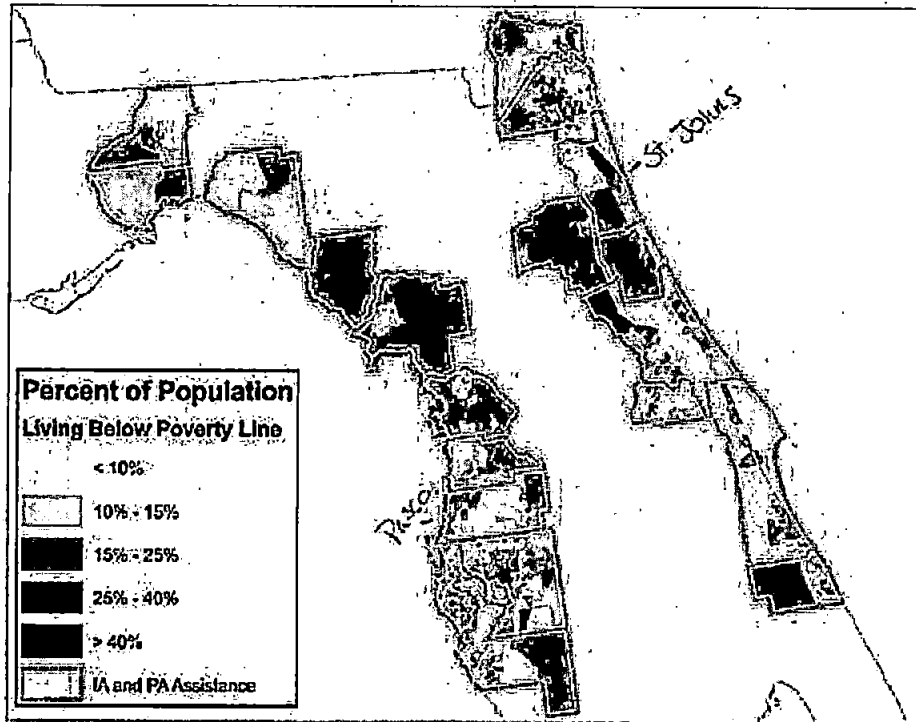 St. Johns
Pasco
Percent of Population
Living Below Poverty Line
< 10%
10% - 15%
15% - 25%
25% - 40%
> 40%
IA and PA Assistance